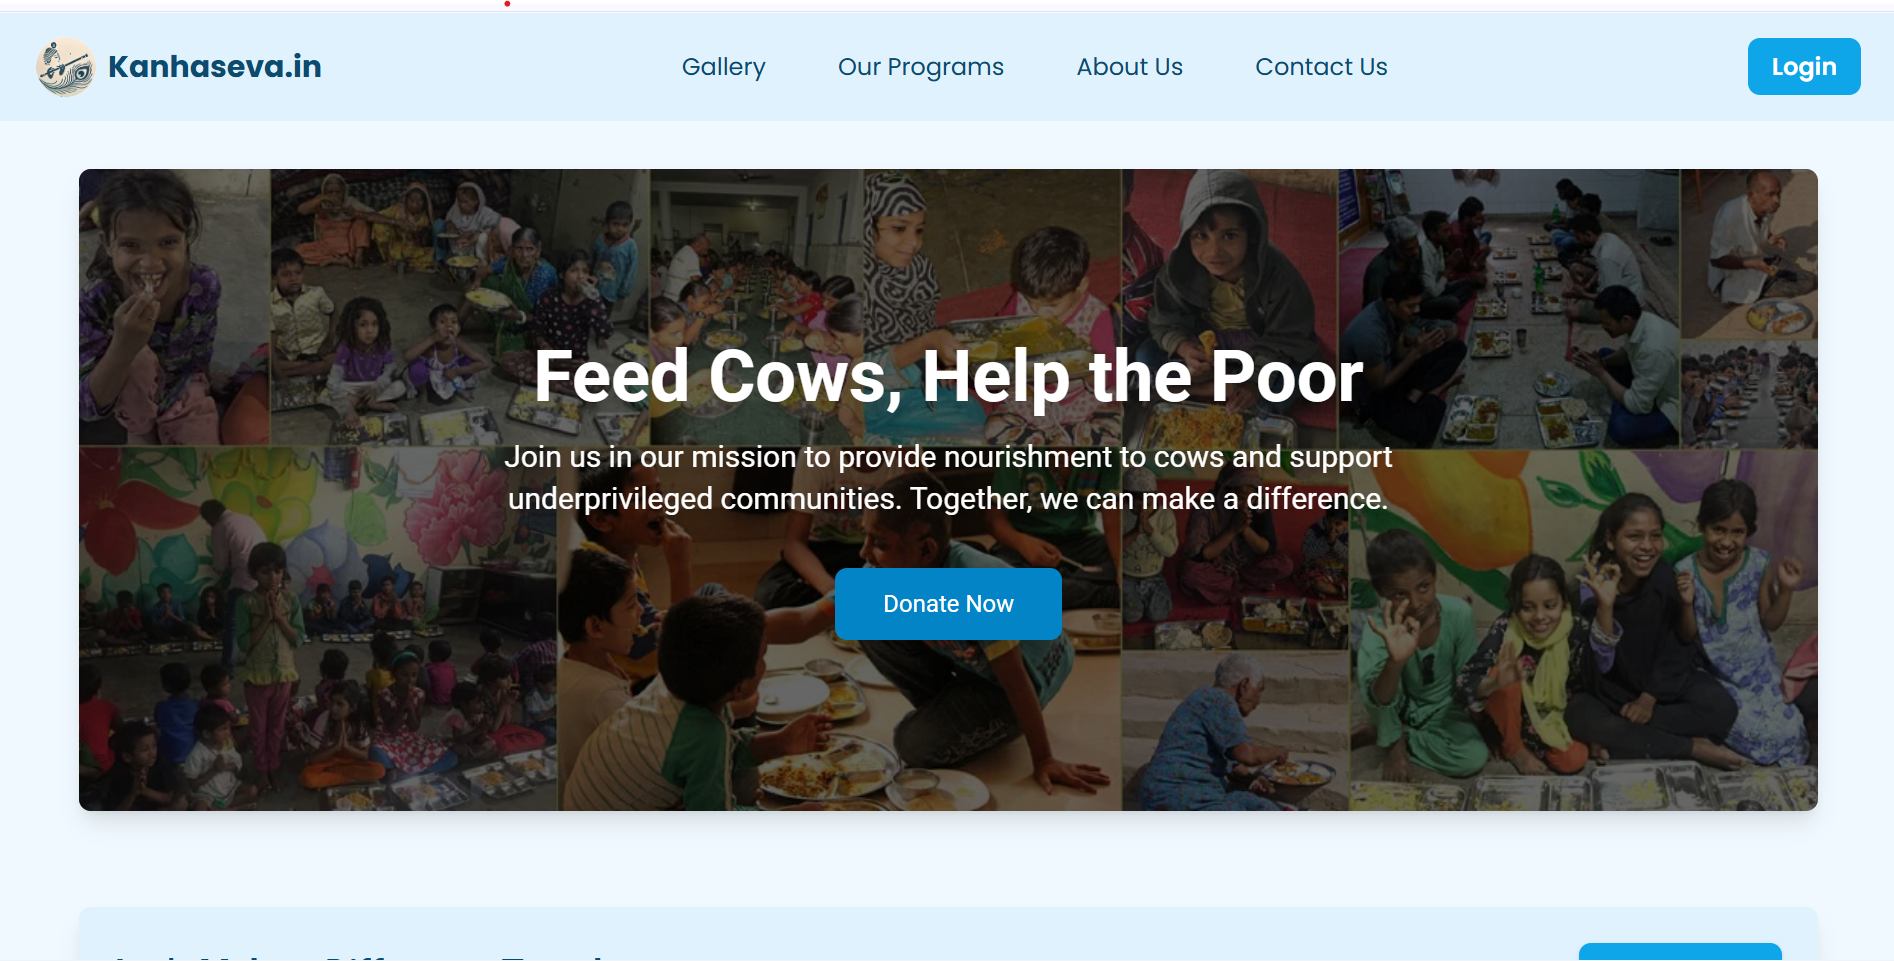 Kanhaseva.in
Gallery
Our Programs
About Us
Contact Us
Login
Feed Cows, Help the Poor
Join us in our mission to provide nourishment to cows and support
underprivileged communities. Together, we can make a difference.
Donate Now